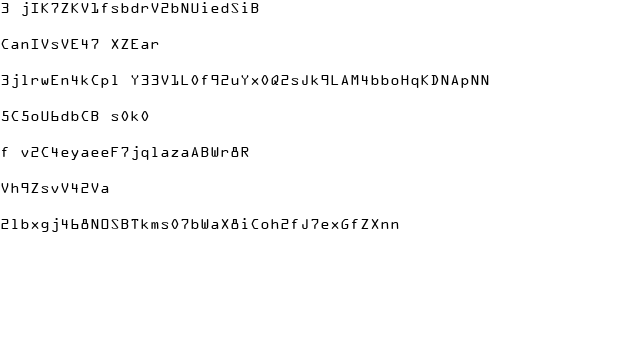 3 jIK7ZKV1fsbdrV2bNUiedSiB
CanIVsVE47 XZEar
3jlrwEn4kCpl Y33V1L0f92uYx0Q2sJk9LAM4bboHqKDNApNN
5C5oU6dbCB s0k0
f v2C4eyaeeF7jqlazaABWr8R
Vh9ZsvV42Va
2lbxgj468NOSBTkms07bWaX8iCoh2fJ7exGfZXnn